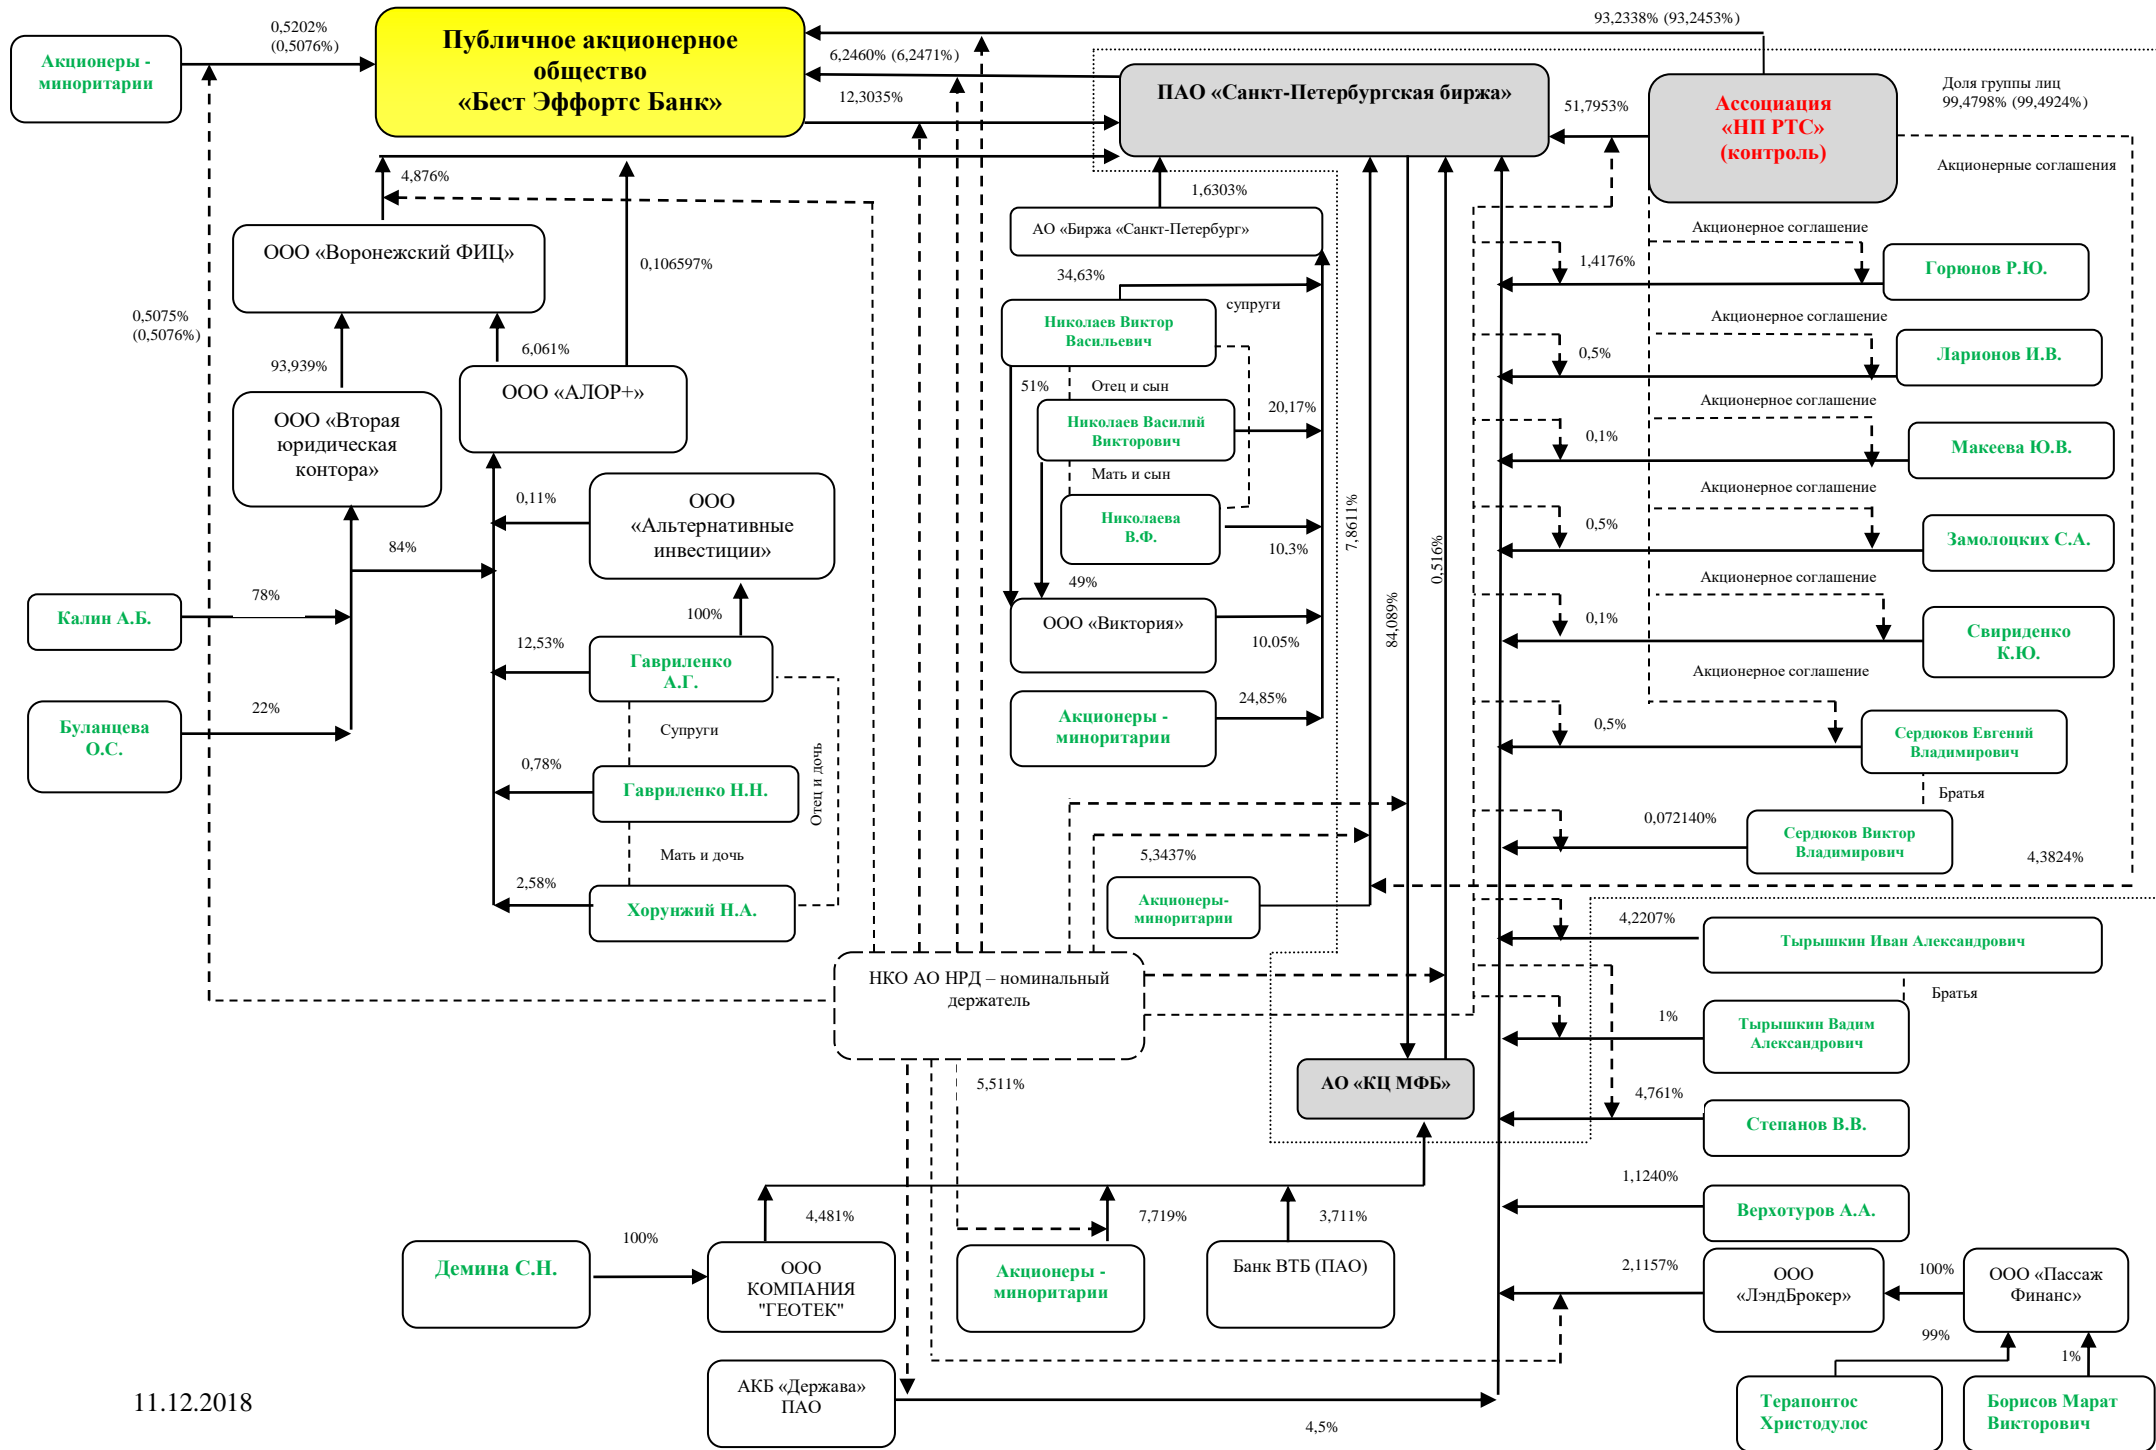 0,5202%
(0,5076%)
Акционеры -
миноритарии
Публичное акционерное
общество
«Бест Эффортс Банк»
93,2338% (93,2453%)
6,2460% (6,2471%)
12,3035%
ПАО «Санкт-Петербургская биржа»
51,7953%
Ассоциация
«НП РТС»
(контроль)
Доля группы лиц
99,4798% (99,4924%)
Акционерные соглашения
4,876%
1,6303%
ООО «Воронежский ФИЦ»
0,106597%
АО «Биржа «Санкт-Петербург»
34,63%
супруги
Николаев Виктор
Васильевич
51%
Отец и сын
20,17%
Николаев Василий
Викторович
Мать и сын
Николаева
В.Ф.
10,3%
49%
ООО «Виктория»
10,05%
Акционеры -
миноритарии
24,85%
0,5075%
(0,5076%)
93,939%
6,061%
ООО «АЛОР+»
ООО «Вторая
юридическая
контора»
0,11%
ООО
«Альтернативные
инвестиции»
84%
78%
Калин А.Б.
100%
12,53%
Гавриленко
А.Г.
22%
Буланцева
О.С.
Супруги
0,78%
Гавриленко Н.Н.
Отец и дочь
Мать и дочь
2,58%
Хорунжий Н.А.
7,8611%
84,089%
0,516%
Акционерное соглашение
1,4176%
Горюнов Р.Ю.
Акционерное соглашение
0,5%
Ларионов И.В.
Акционерное соглашение
0,1%
Макеева Ю.В.
Акционерное соглашение
0,5%
Замолоцких С.А.
Акционерное соглашение
0,1%
Свириденко
К.Ю.
Акционерное соглашение
0,5%
Сердюков Евгений
Владимирович
Братья
0,072140%
Сердюков Виктор
Владимирович
4,3824%
5,3437%
Акционеры-
миноритарии
4,2207%
Тырышкин Иван Александрович
Братья
1%
Тырышкин Вадим
Александрович
4,761%
Степанов В.В.
1,1240%
Верхотуров А.А.
НКО АО НРД – номинальный
держатель
5,511%
АО «КЦ МФБ»
4,481%
7,719%
3,711%
100%
Демина С.Н.
ООО
КОМПАНИЯ
"ГЕОТЕК"
Акционеры -
миноритарии
Банк ВТБ (ПАО)
2,1157%
ООО
«ЛэндБрокер»
100%
ООО «Пассаж
Финанс»
99%
1%
АКБ «Держава»
ПАО
4,5%
Терапонтос
Христодулос
Борисов Марат
Викторович
11.12.2018